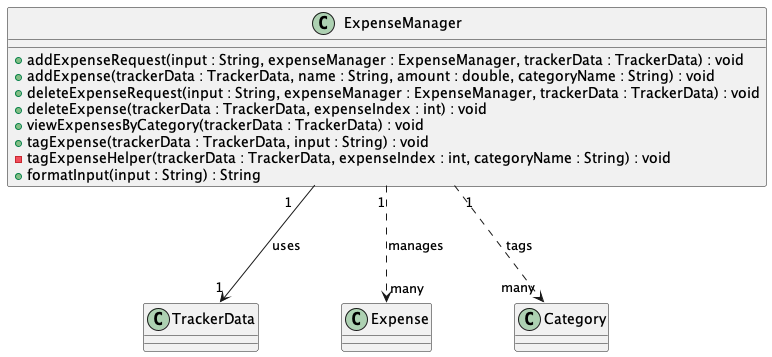 C ExpenseManager
addExpenseRequest(input : String, expenseManager : ExpenseManager, trackerData : TrackerData) : void
addExpense(trackerData : TrackerData, name : String, amount : double, categoryName : String) : void
deleteExpenseRequest(input : String, expenseManager : ExpenseManager, trackerData : TrackerData) : void
deleteExpense(trackerData : TrackerData, expenseIndex : int) : void
viewExpensesByCategory(trackerData : TrackerData) : void
tagExpense(trackerData : TrackerData, input : String) : void
tagExpenseHelper(trackerData : TrackerData, expenseIndex : int, categoryName : String) : void
formatInput(input : String) : String
1 1 1
uses manages tags
1 many many
C TrackerData C Expense C Category